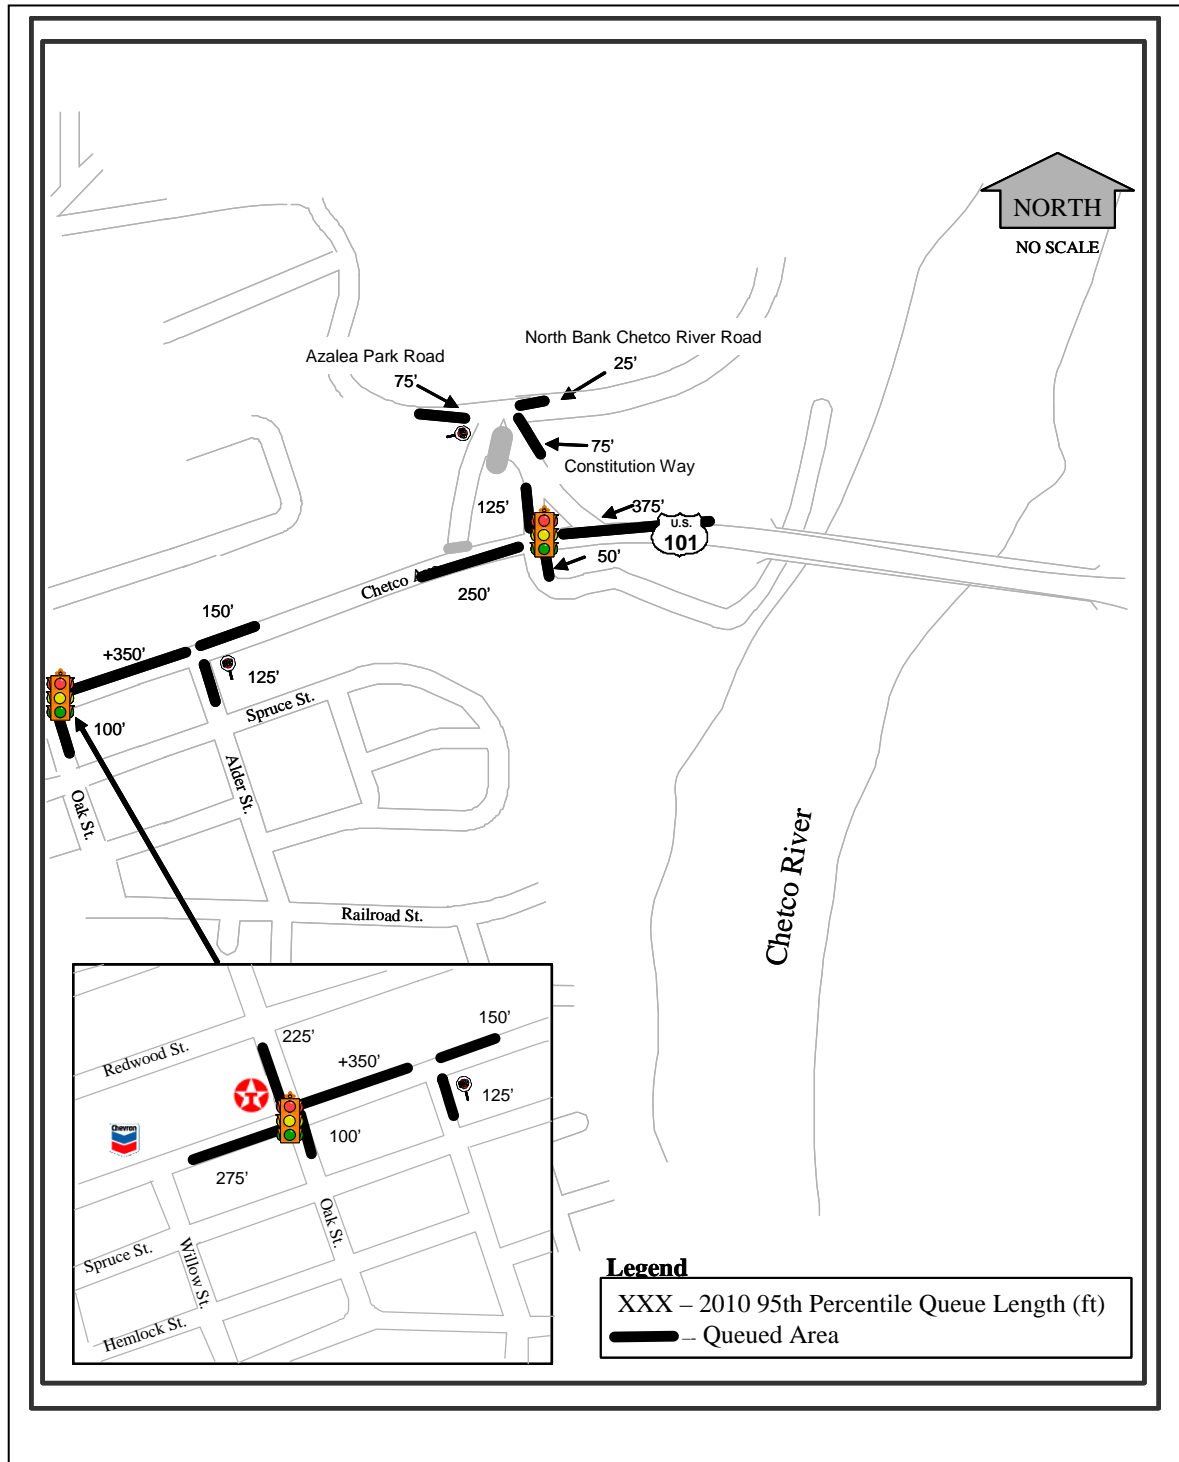 NORTH
NO SCALE
North Bank Chetco River Road
25'
Azalea Park Road
75'
75'
Constitution Way
125'
375'
U.S.
101
50'
Chetco
250'
150'
+350'
125'
Spruce St.
100'
Alder St.
Oak St.
Railroad St.
Chetco River
225'
150'
+350'
Redwood St.
125'
Chevron
100'
275'
Oak St.
Spruce St.
Willow St.
Hemlock St.
Legend
XXX – 2010 95th Percentile Queue Length (ft)
-- Queued Area